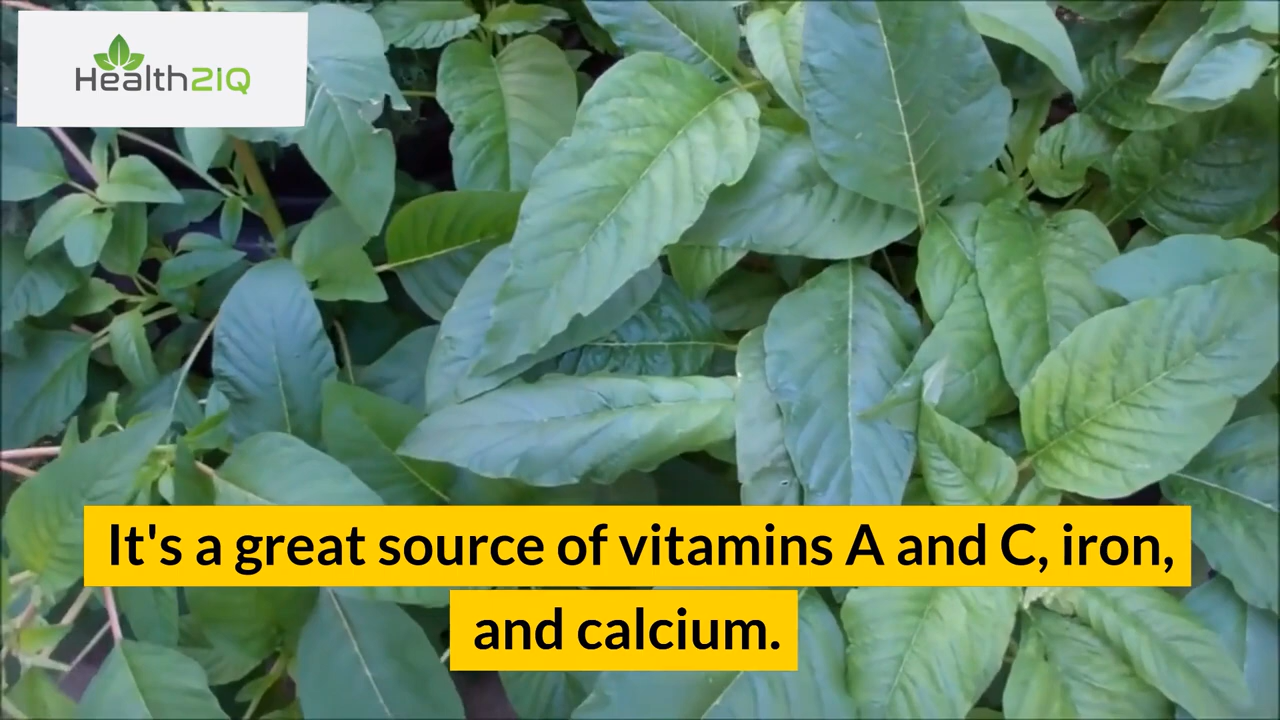 Health2IQ
It's a great source of vitamins A and C, iron,
and calcium.